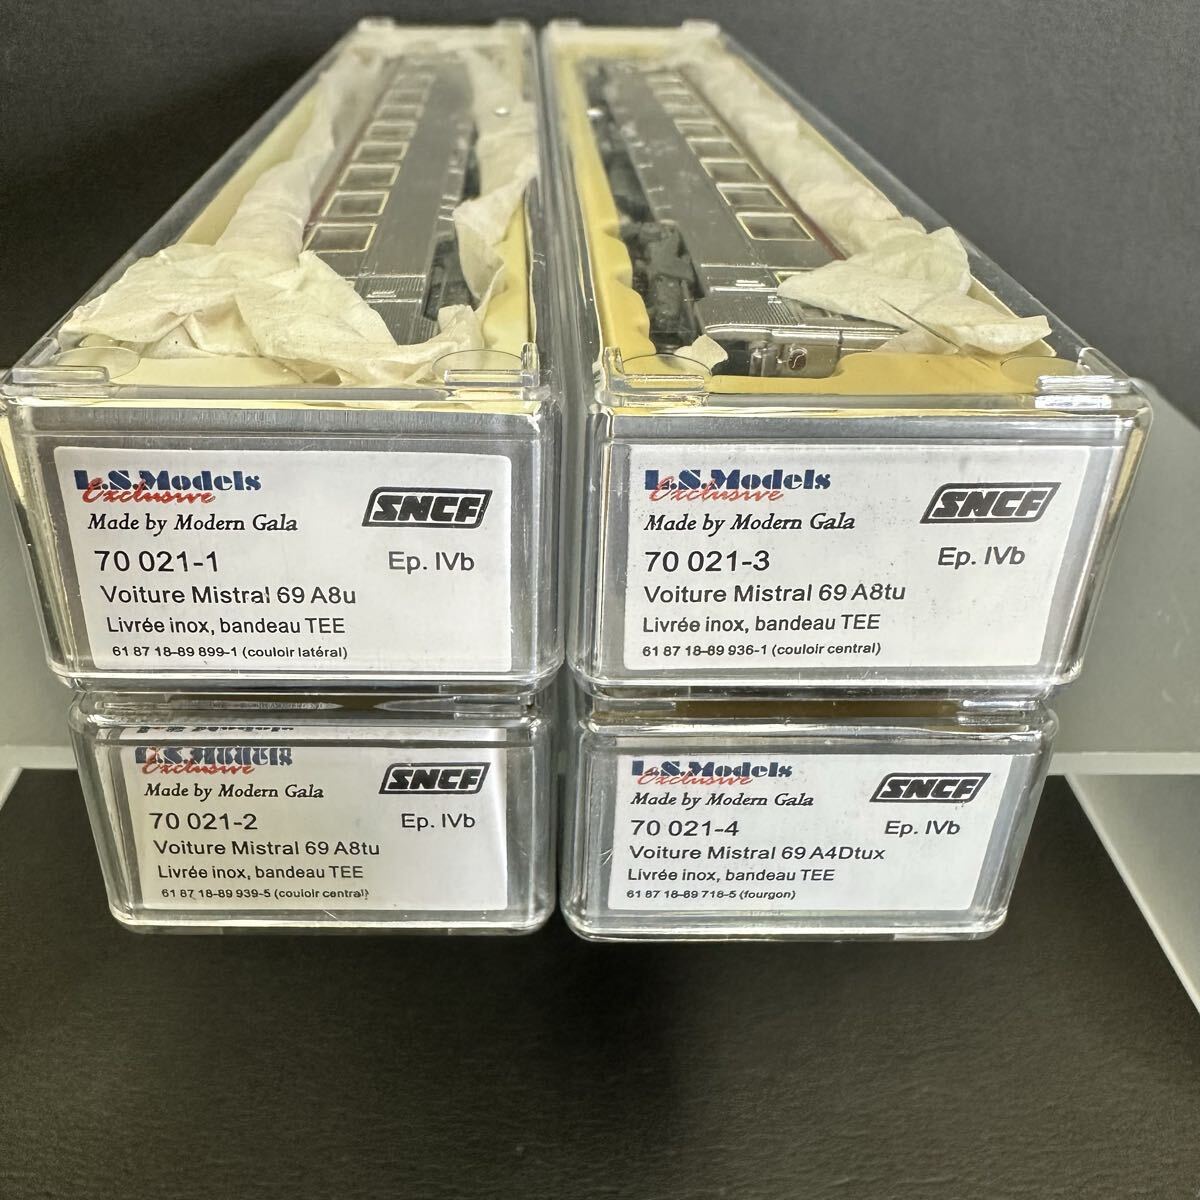 L.S.Models
Exclusive
Made by Modern Gala
SNCF
70 021-1
Ep. IVb
Voiture Mistral 69 A8u
Livrée inox, bandeau TEE
61 87 18-89 899-1 (couloir latéral)
L.S.Models
Exclusive
Made by Modern Gala
SNCF
70 021-3
Ep. IVb
Voiture Mistral 69 A8tu
Livrée inox, bandeau TEE
61 87 18-89 936-1 (couloir central)
L.S.Models
Exclusive
Made by Modern Gala
SNCF
70 021-2
Ep. IVb
Voiture Mistral 69 A8tu
Livrée inox, bandeau TEE
61 87 18-89 939-5 (couloir central)
L.S.Models
Exclusive
Made by Modern Gala
SNCF
70 021-4
Ep. IVb
Voiture Mistral 69 A4Dtux
Livrée inox, bandeau TEE
61 87 18-89 718-5 (fourgon)